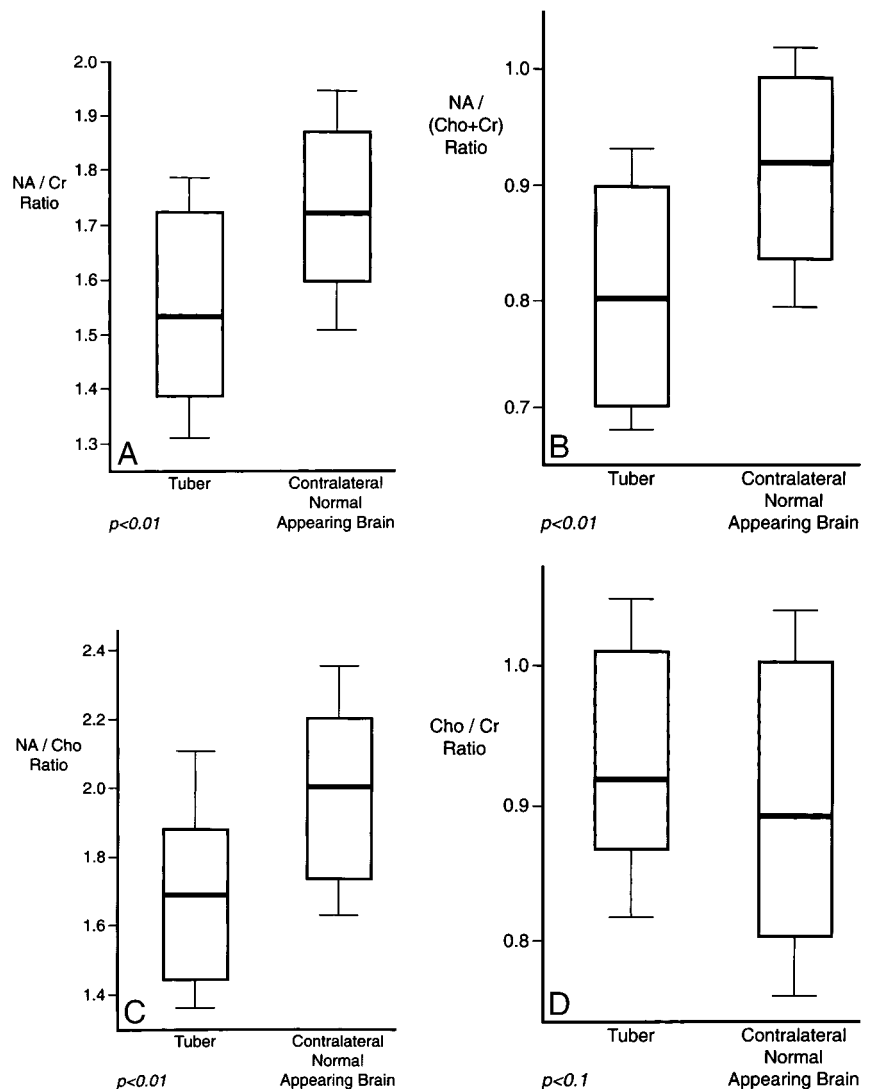 2.0
1.9
1.8
NA / Cr
Ratio
1.7
1.6
1.5
1.4
1.3
A
Tuber
Contralateral
Normal
Appearing Brain
p<0.01
1.0
NA /
(Cho+Cr)
Ratio
0.9
0.8
0.7
B
Tuber
Contralateral
Normal
Appearing Brain
p<0.01
2.4
2.2
NA / Cho
Ratio
2.0
1.8
1.6
1.4
C
Tuber
Contralateral
Normal
Appearing Brain
p<0.01
1.0
Cho / Cr
Ratio
0.9
0.8
D
Tuber
Contralateral
Normal
Appearing Brain
p<0.1